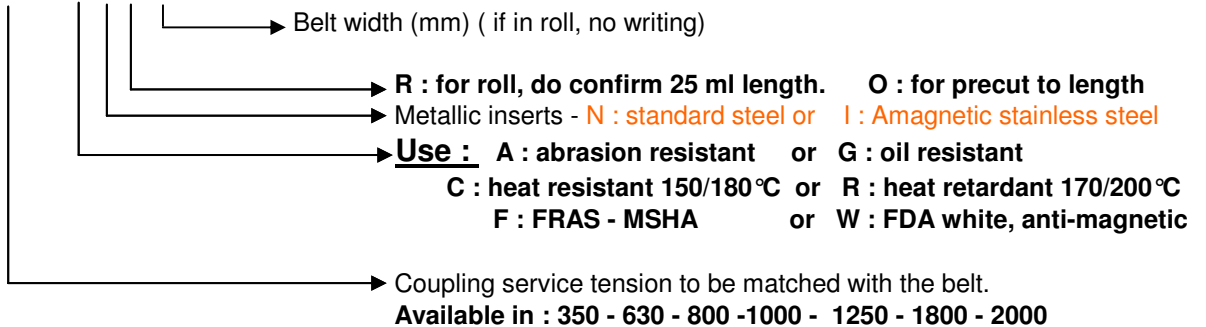 Belt width (mm) ( if in roll, no writing)
R : for roll, do confirm 25 ml length. O : for precut to length
Metallic inserts - N : standard steel or I : Amagnetic stainless steel
Use : A : abrasion resistant or G : oil resistant
C : heat resistant 150/180°C or R : heat retardant 170/200°C
F : FRAS - MSHA or W : FDA white, anti-magnetic
Coupling service tension to be matched with the belt.
Available in : 350 - 630 - 800 -1000 - 1250 - 1800 - 2000